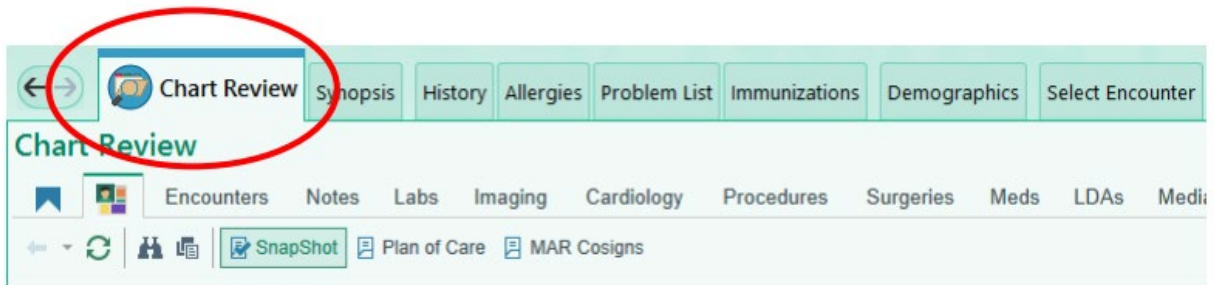 Chart Review Synopsis History Allergies Problem List Immunizations Demographics Select Encounter
Chart Review
Encounters Notes Labs Imaging Cardiology Procedures Surgeries Meds LDAs Media
SnapShot Plan of Care MAR Cosigns